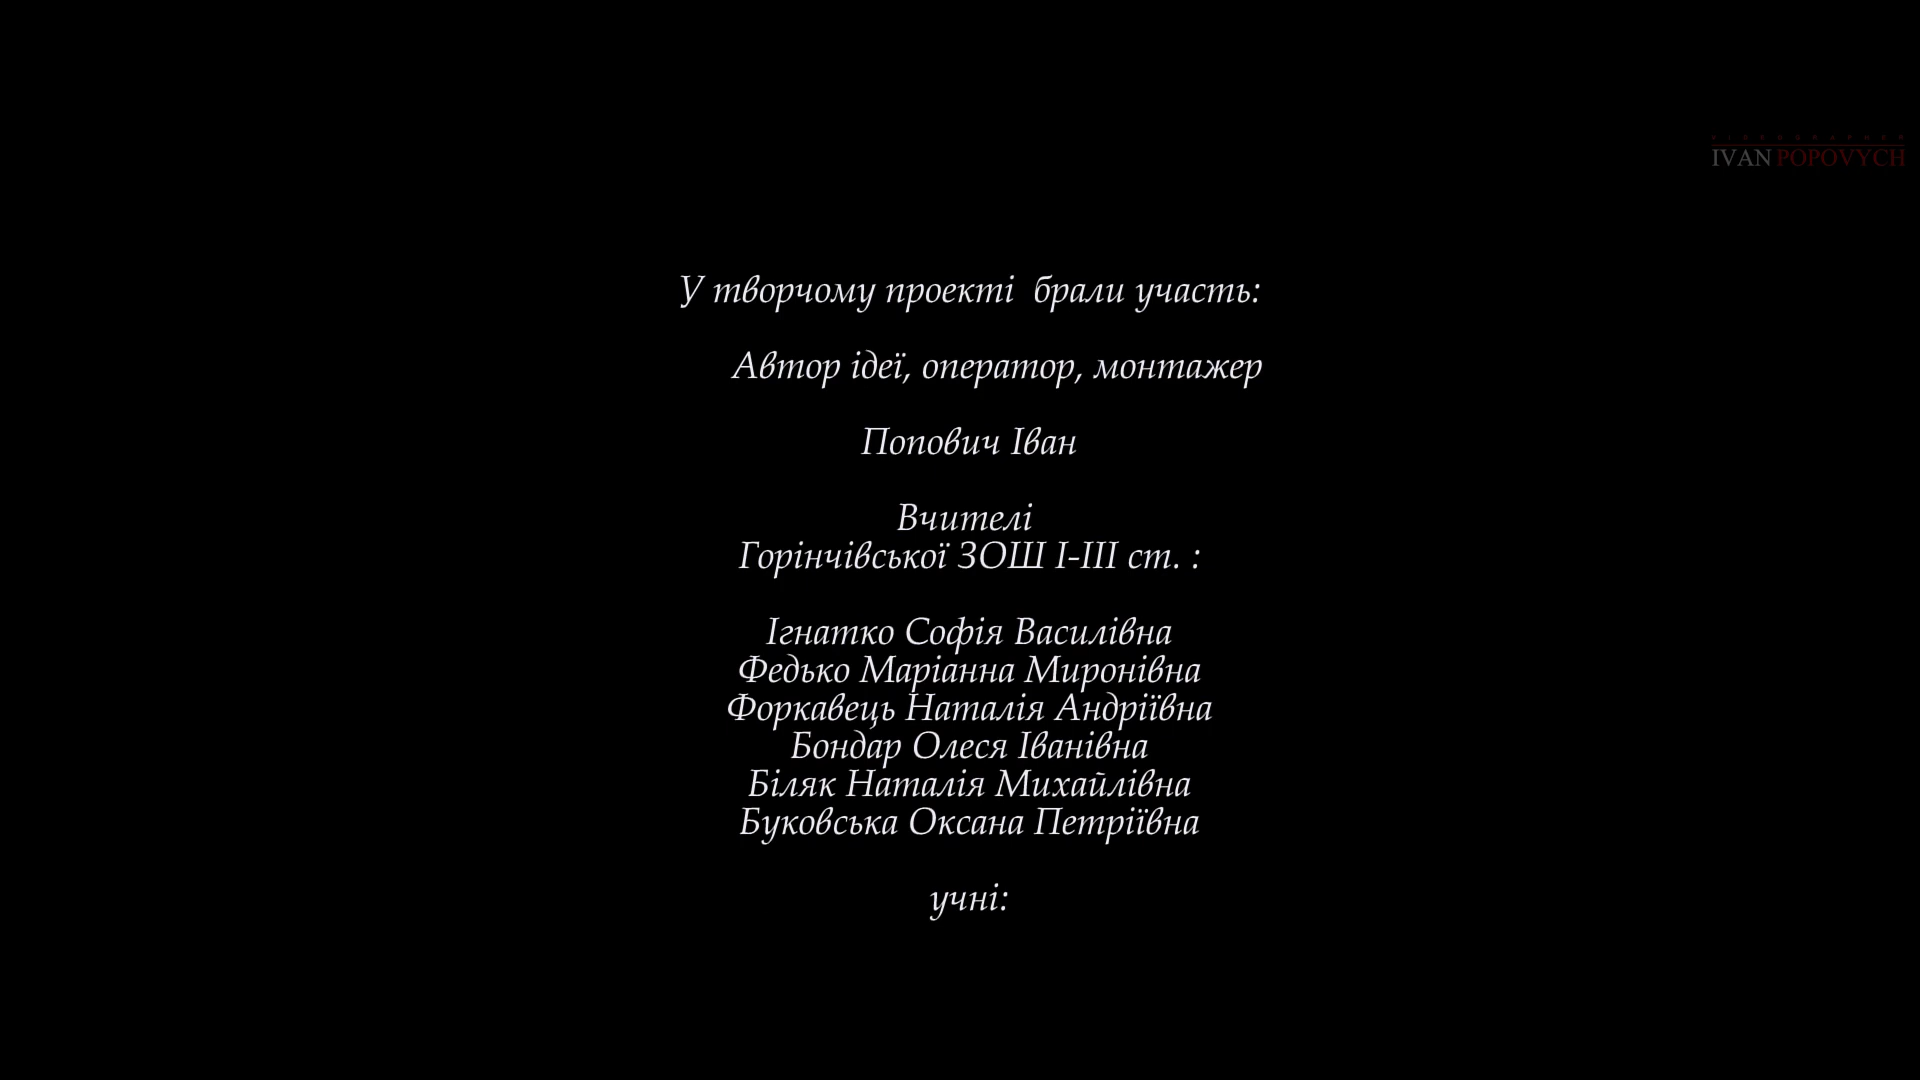 VIDEOGRAPHER
IVAN POPOVYCH
У творчому проекті брали участь:
Автор ідеї, оператор, монтажер
Попович Іван
Вчителі
Горінчівської ЗОШ І-ІІІ ст. :
Ігнатко Софія Василівна
Федько Маріанна Миронівна
Форкавець Наталія Андріївна
Бондар Олеся Іванівна
Біляк Наталія Михайлівна
Буковська Оксана Петріївна
учні: